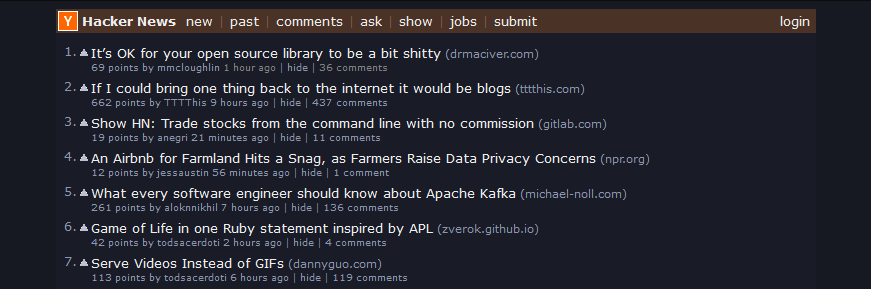 Y Hacker News new | past | comments | ask | show | jobs | submit login
1. It’s OK for your open source library to be a bit shitty (drmaciver.com)
69 points by mmcloughlin 1 hour ago | hide | 36 comments
2. If I could bring one thing back to the internet it would be blogs (tttthis.com)
662 points by TTTThis 9 hours ago | hide | 437 comments
3. Show HN: Trade stocks from the command line with no commission (gitlab.com)
19 points by anegri 21 minutes ago | hide | 11 comments
4. An Airbnb for Farmland Hits a Snag, as Farmers Raise Data Privacy Concerns (npr.org)
12 points by jessaustin 56 minutes ago | hide | 1 comment
5. What every software engineer should know about Apache Kafka (michael-noll.com)
261 points by aloknnikhil 7 hours ago | hide | 136 comments
6. Game of Life in one Ruby statement inspired by APL (zverok.github.io)
42 points by todsacerdoti 2 hours ago | hide | 4 comments
7. Serve Videos Instead of GIFs (dannyguo.com)
113 points by todsacerdoti 6 hours ago | hide | 119 comments